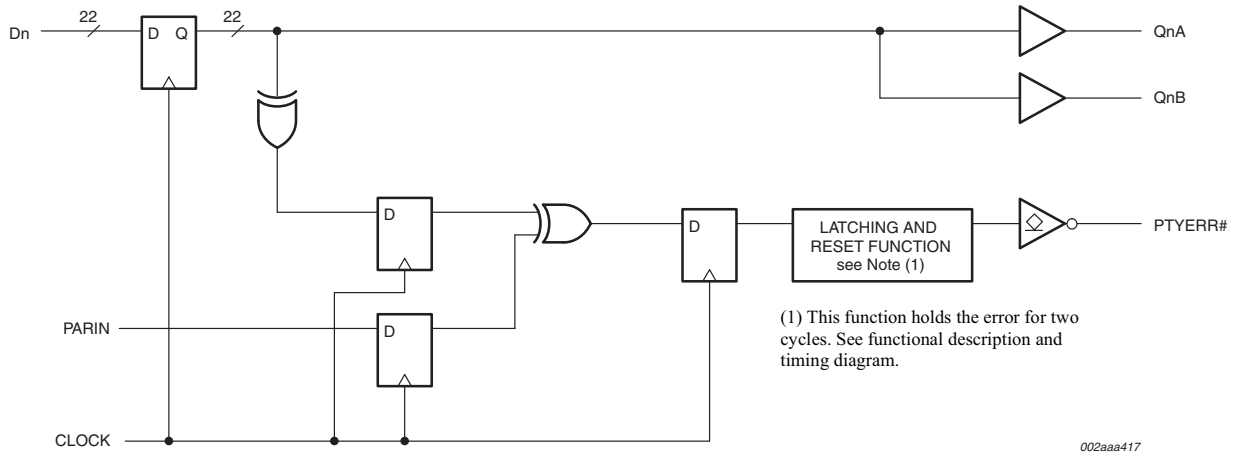 22
22
Dn
D Q
QnA
QnB
D
D
LATCHING AND
RESET FUNCTION
see Note (1)
PTYERR#
PARIN
D
(1) This function holds the error for two
cycles. See functional description and
timing diagram.
CLOCK
002aaa417